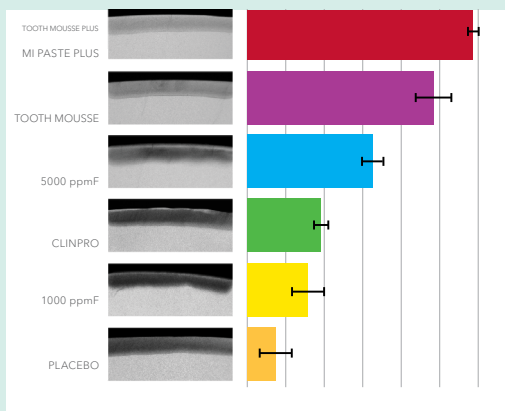 TOOTH MOUSSE PLUS
MI PASTE PLUS
TOOTH MOUSSE
5000 ppmF
CLINPRO
1000 ppmF
PLACEBO